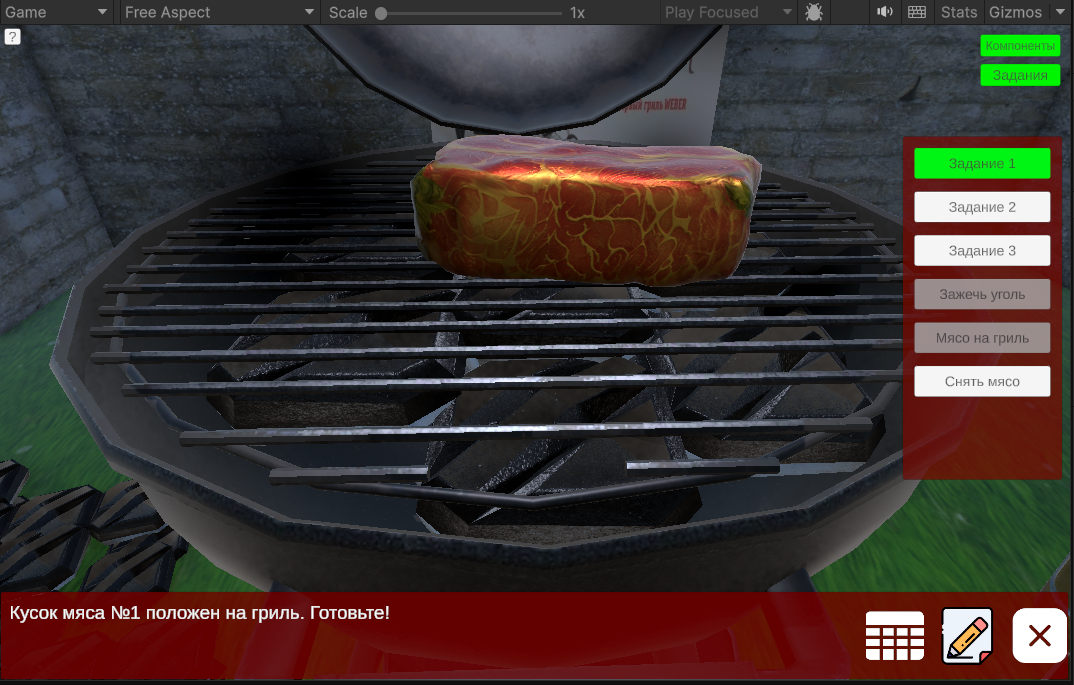 Game
Free Aspect
Scale
1x
Play Focused
Stats
Gizmos
?
Компоненты
Задания
гриль WEBER
Задание 1
Задание 2
Задание 3
Зажечь уголь
Мясо на гриль
Снять мясо
Кусок мяса №1 положен на гриль. Готовьте!